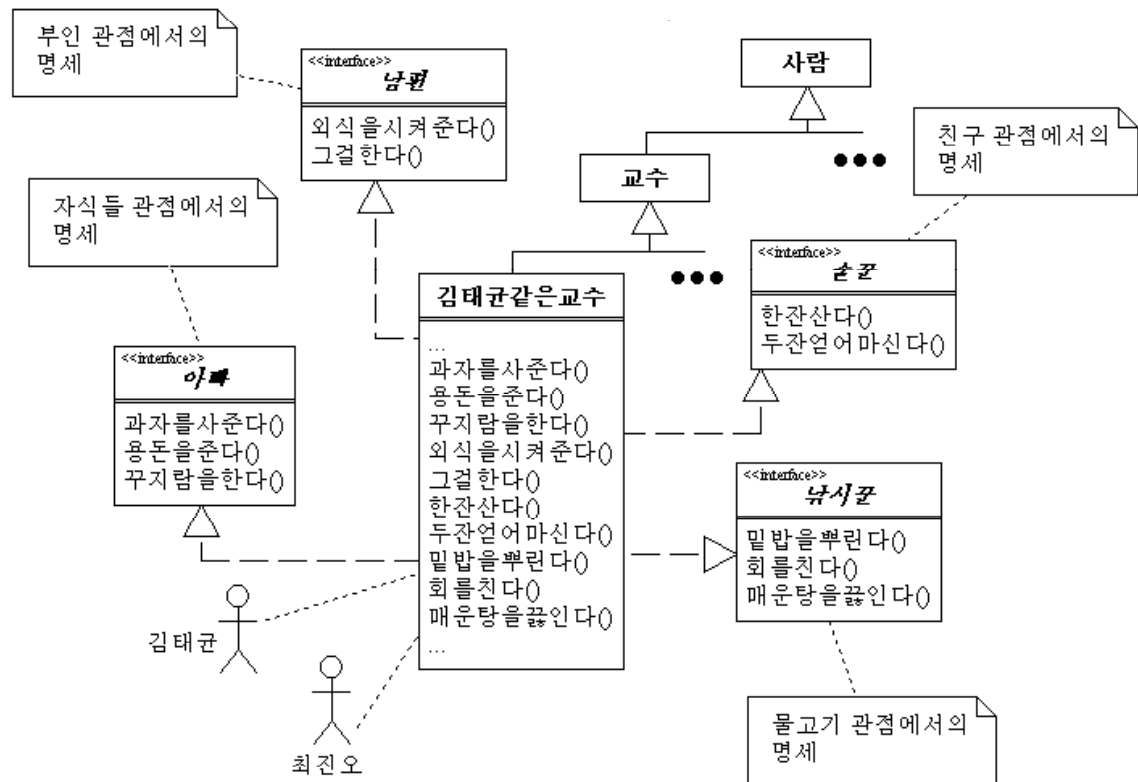 부인 관점에서의
명세
<<interface>>
남편
외식을시켜준다()
그걸한다()
사람
교수
친구 관점에서의
명세
자식들 관점에서의
명세
<<interface>>
아빠
과자를사준다()
용돈을준다()
꾸지람을한다()
김태균같은교수
...
과자를사준다()
용돈을준다()
꾸지람을한다()
외식을시켜준다()
그걸한다()
한잔산다()
두잔얻어마신다()
밑밥을뿌린다()
회를친다()
매운탕을끓인다()
...
<<interface>>
술꾼
한잔산다()
두잔얻어마신다()
<<interface>>
낚시꾼
밑밥을뿌린다()
회를친다()
매운탕을끓인다()
김태균
최진오
물고기 관점에서의
명세